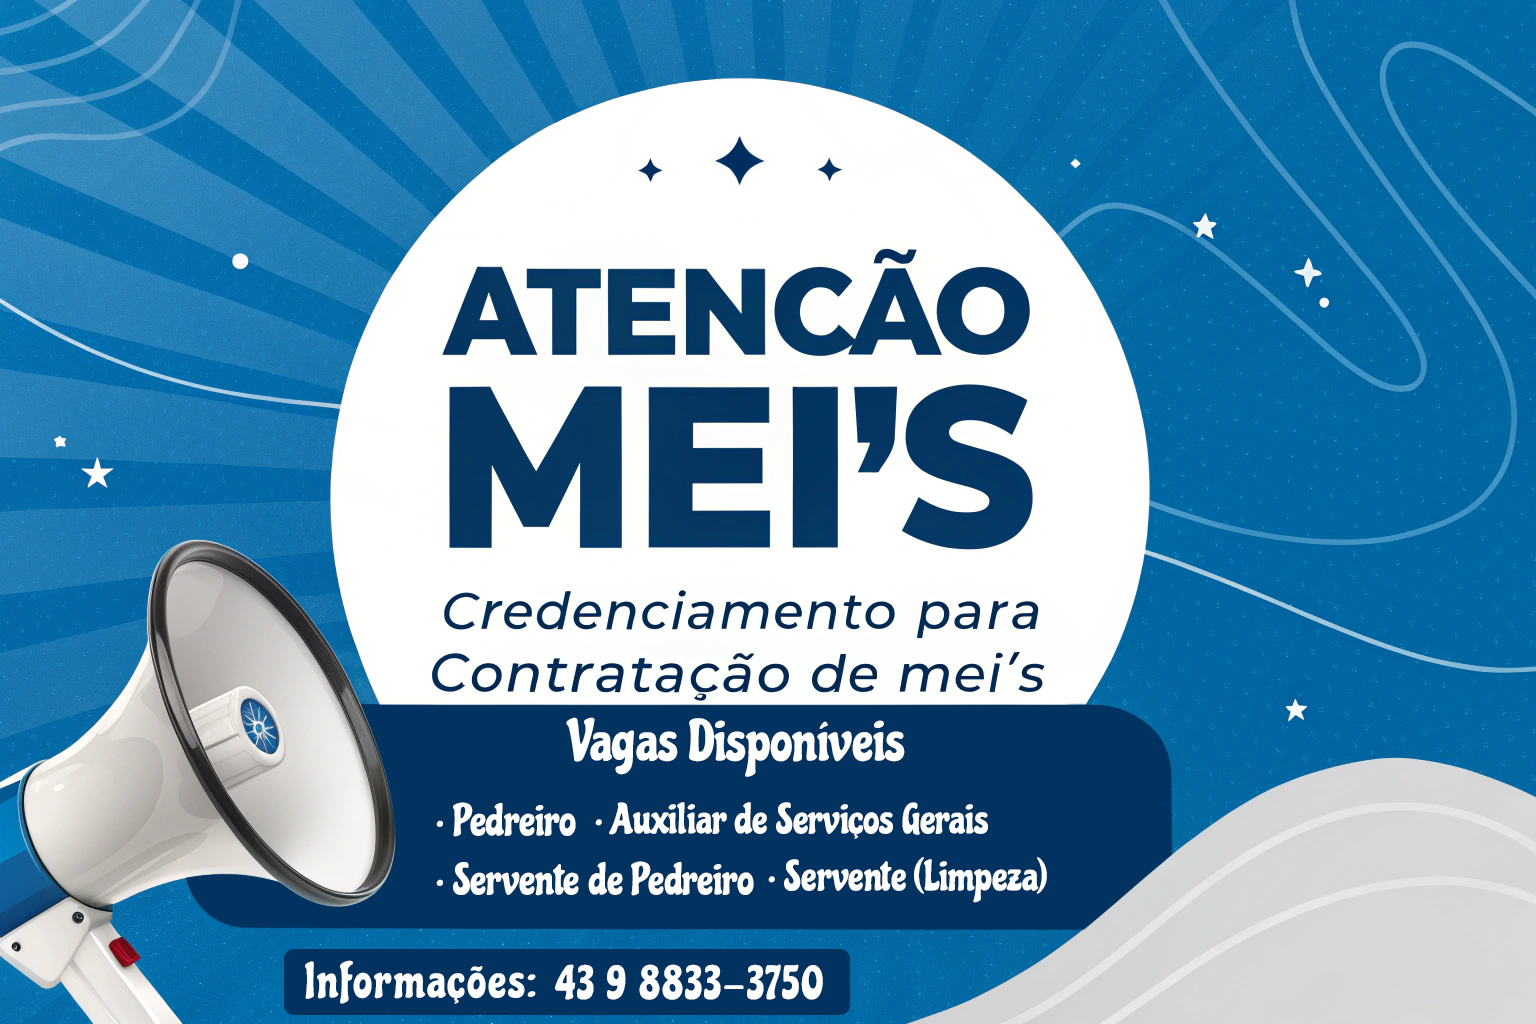 ATENCÃO
MEI'S
Credenciamento para
Contratação de mei's
Vagas Disponíveis
· Pedreiro · Auxiliar de Serviços Gerais
· Servente de Pedreiro · Servente (Limpeza)
Informações: 43 9 8833-3750